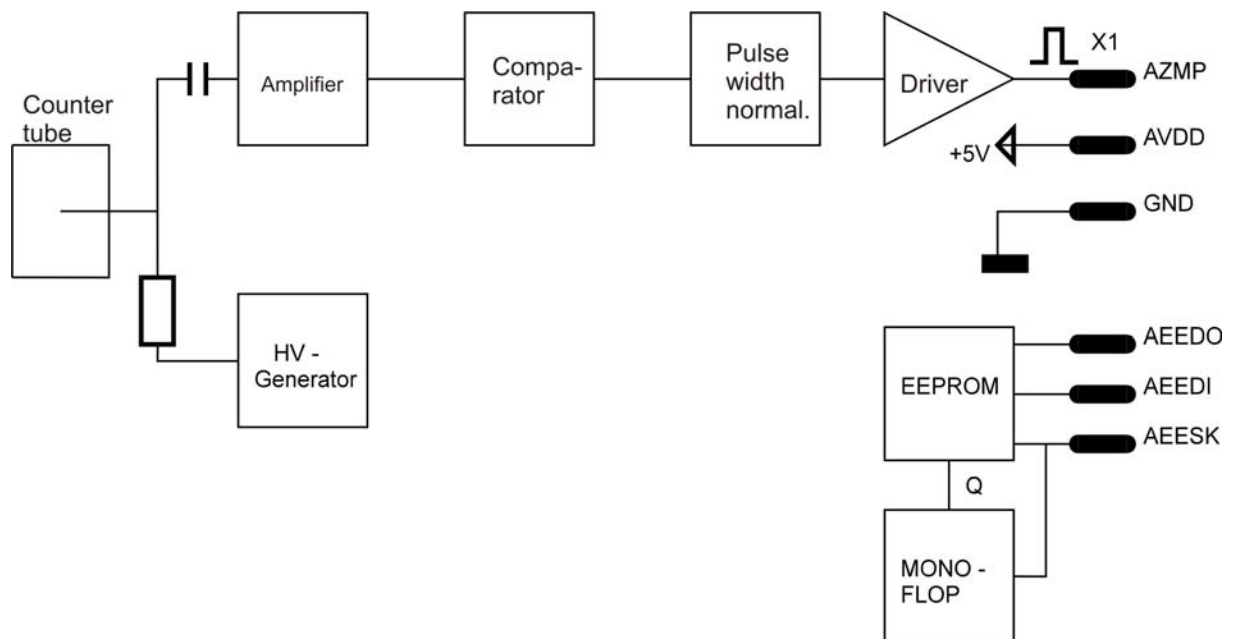 Counter
tube
Amplifier
Compa-
rator
Pulse
width
normal.
Driver
X1
AZMP
+5V
AVDD
GND
HV -
Generator
EEPROM
AEEDO
AEEDI
AEESK
Q
MONO -
FLOP